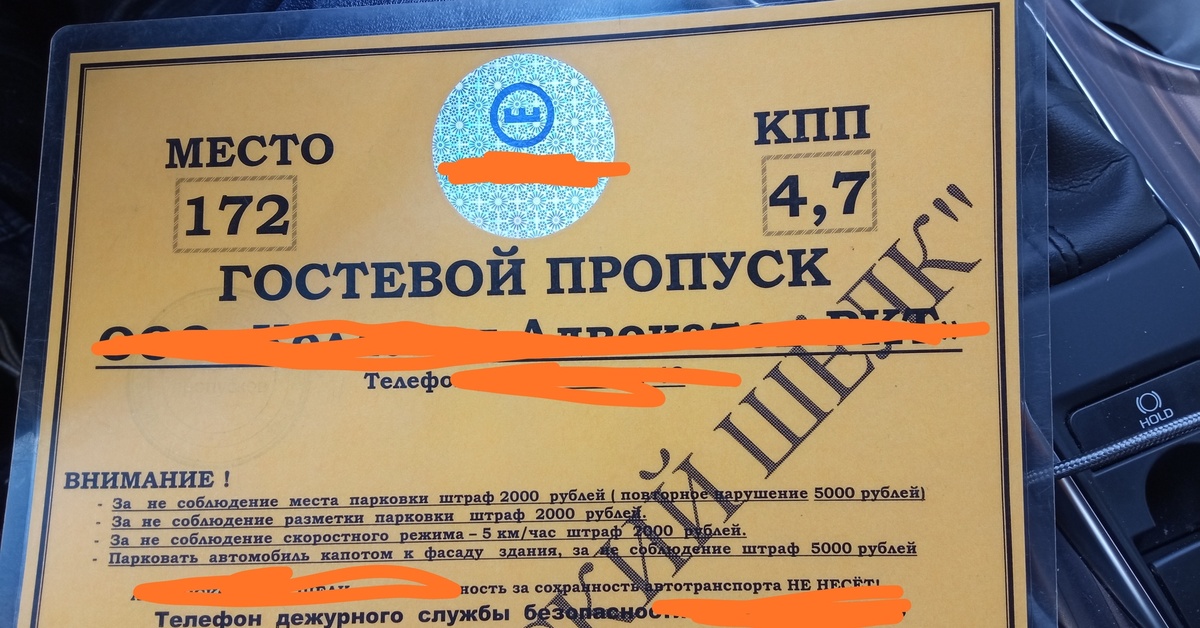 Е
МЕСТО
КПП
172
4,7
ГОСТЕВОЙ ПРОПУСК
ООО
ВНИМАНИЕ !
- За не соблюдение места парковки штраф 2000 рублей ( повторное нарушение 5000 рублей)
- За не соблюдение разметки парковки штраф 2000 рублей.
- За не соблюдение скоростного режима – 5 км/час штраф 2000 рублей.
- Парковать автомобиль капотом к фасаду здания, за не соблюдение штраф 5000 рублей
за сохранность автотранспорта НЕ НЕСЁТ!
Телефон дежурного службы безопасности
HOLD